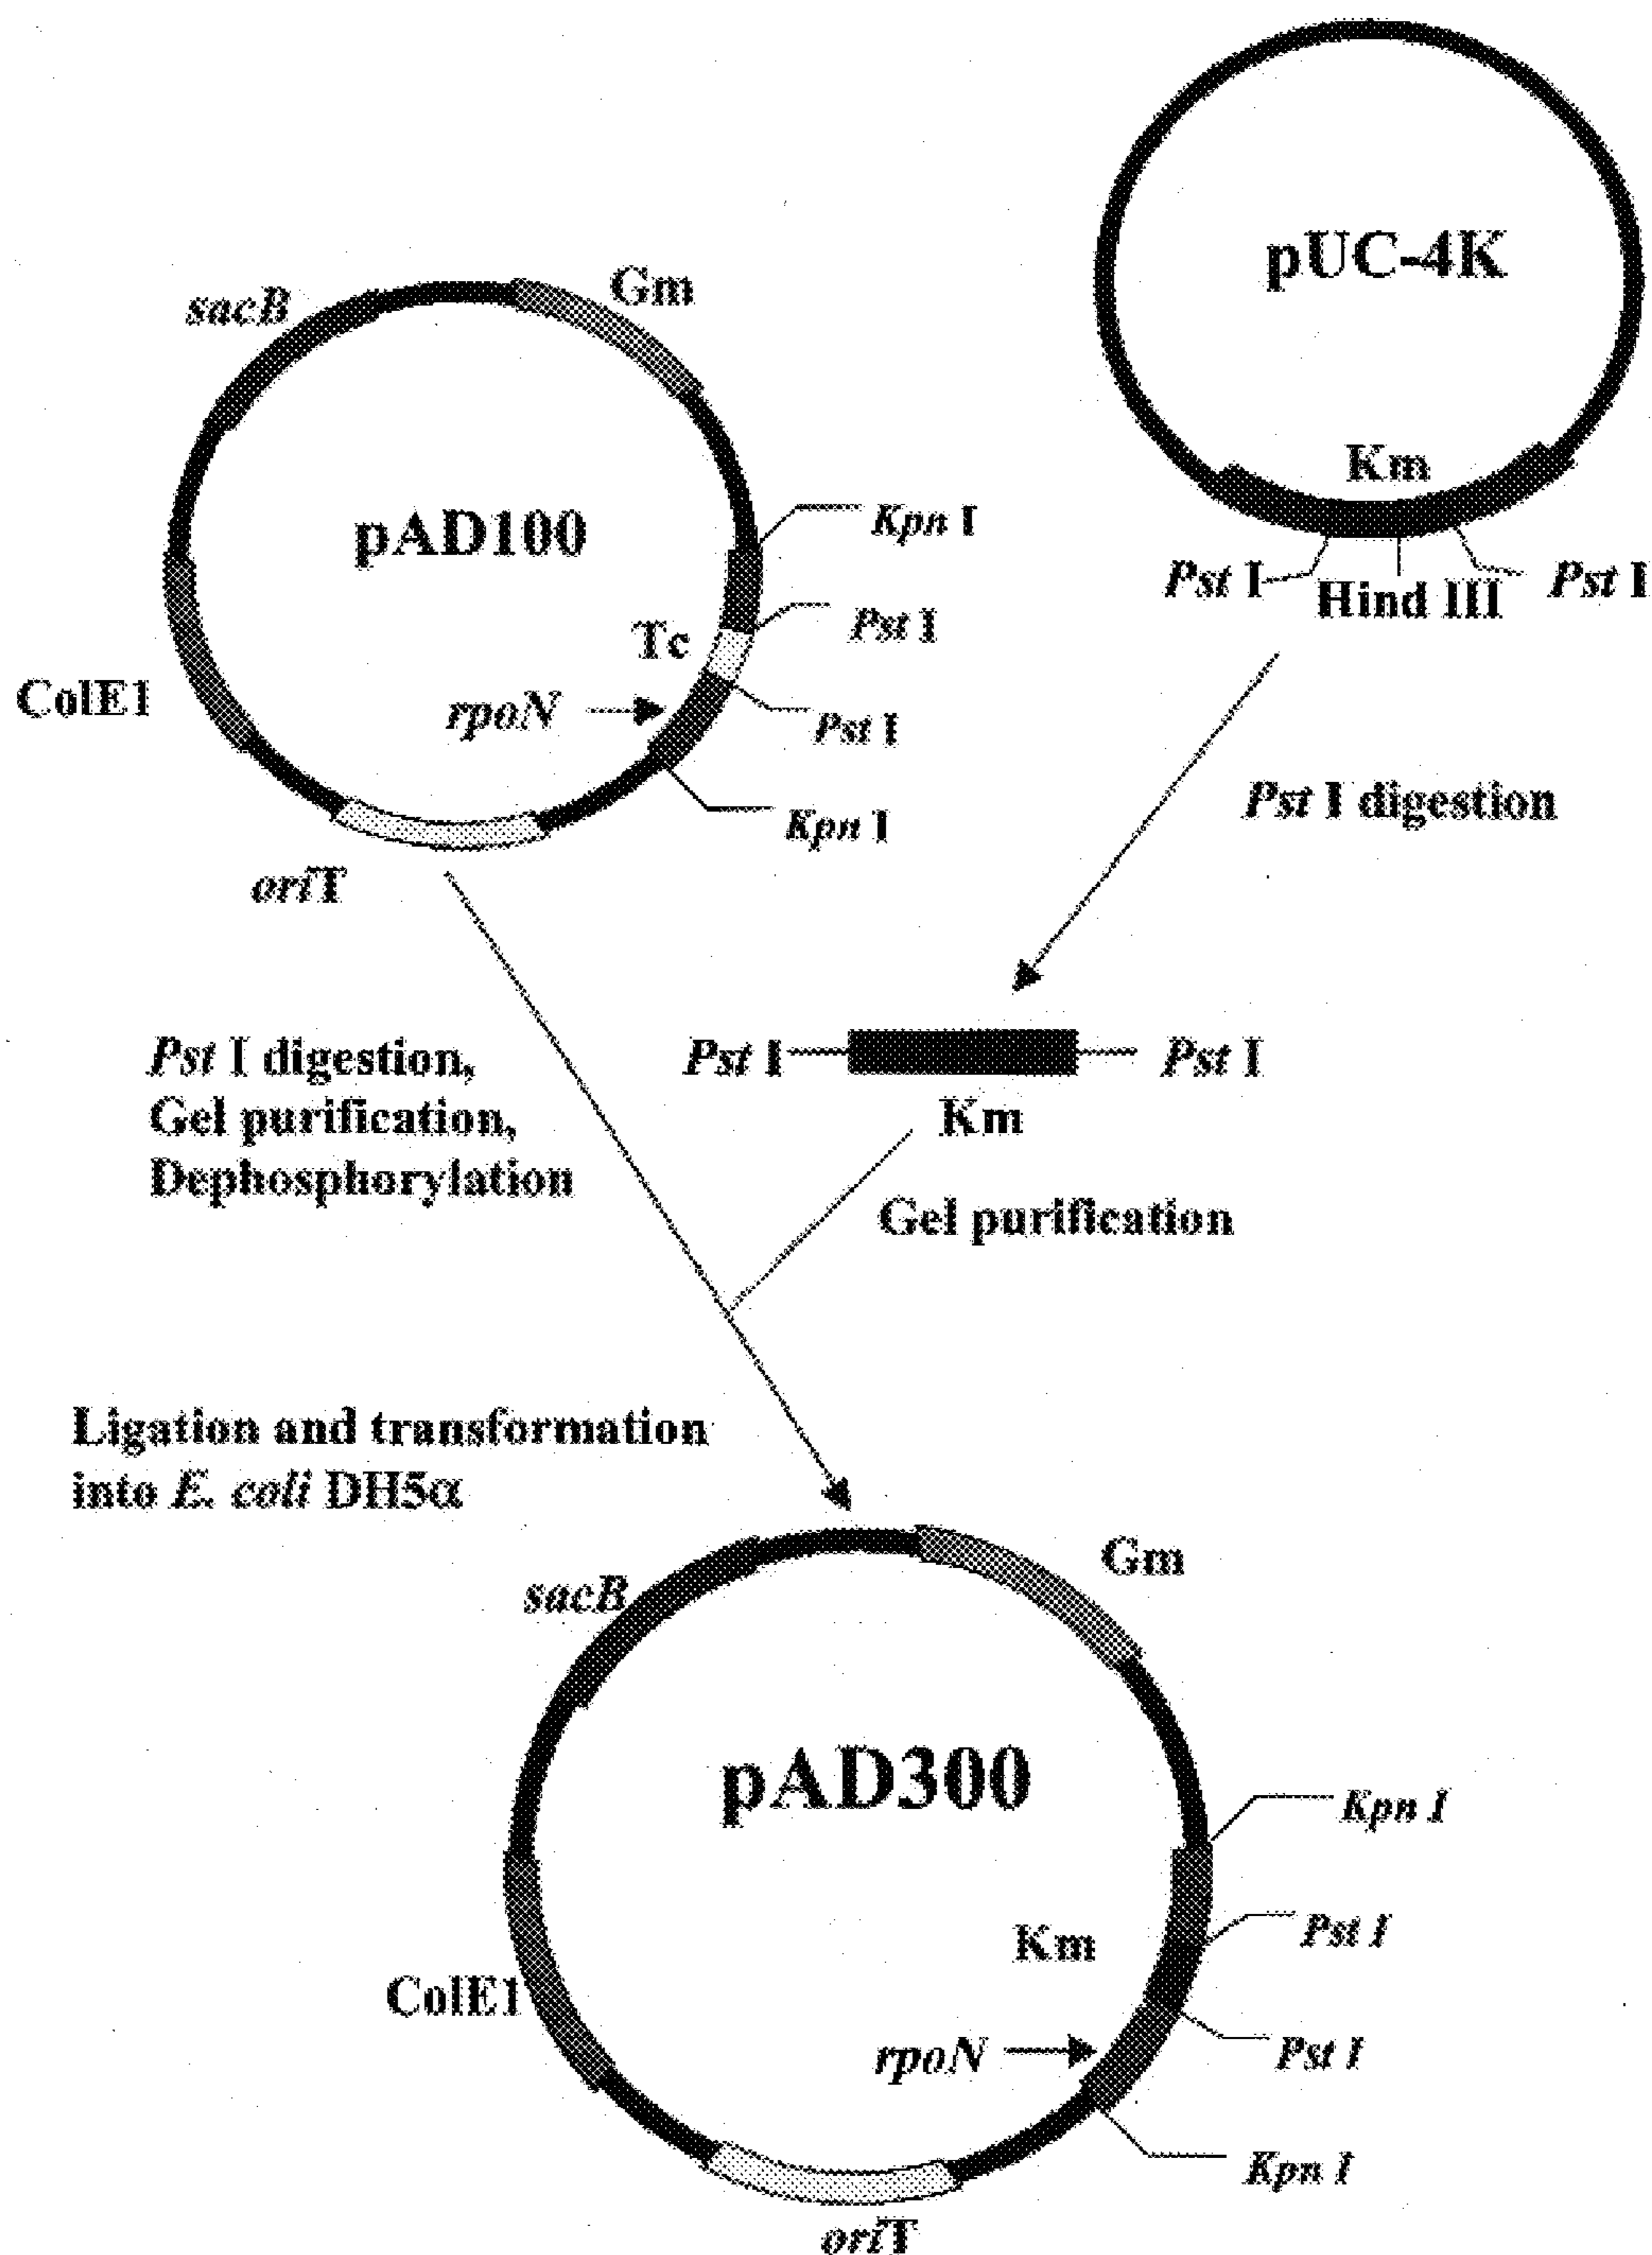 pUC-4K
Km
Pst I
Hind III
Pst I
sacB
Gm
pAD100
Kpn I
Pst I
Tc
rpoN
Pst I
Kpn I
ColE1
oriT
Pst I digestion
Pst I
Pst I
Km
Gel purification
Pst I digestion,
Gel purification,
Dephosphorylation
Ligation and transformation
into E. coli DH5α
sacB
Gm
pAD300
Kpn I
Pst I
Km
rpoN
Pst I
Kpn I
ColE1
oriT